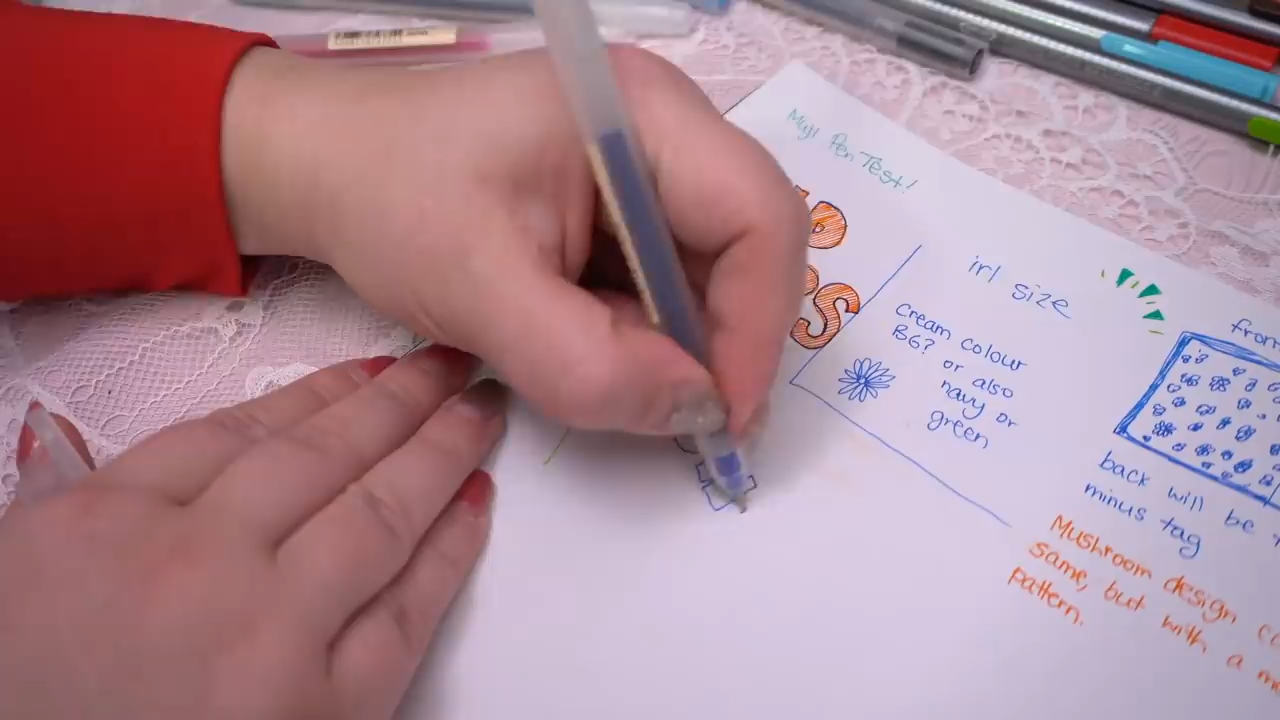 Muji Pen Test!
irl size
cream colour
BG? or also
navy or
green
back will be
minus tag
Mushroom design
same, but with a
pattern.